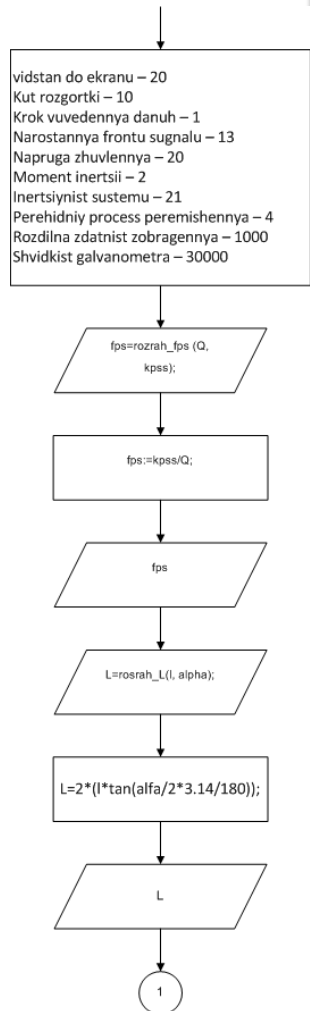 vidstan do ekranu – 20
Kut rozgortki – 10
Krok vuvedennya danuh – 1
Narostannya frontu sugnalu – 13
Napruga zhuvlennya – 20
Moment inertsii – 2
Inertsiynist sustemu – 21
Perehidniy process peremishennya – 4
Rozdilna zdatnist zobragennya – 1000
Shvidkist galvanometra – 30000
fps=rozrah_fps (Q,
kpss);
fps:=kpss/Q;
fps
L=rosrah_L(l, alpha);
L=2*(l*tan(alfa/2*3.14/180));
L
1